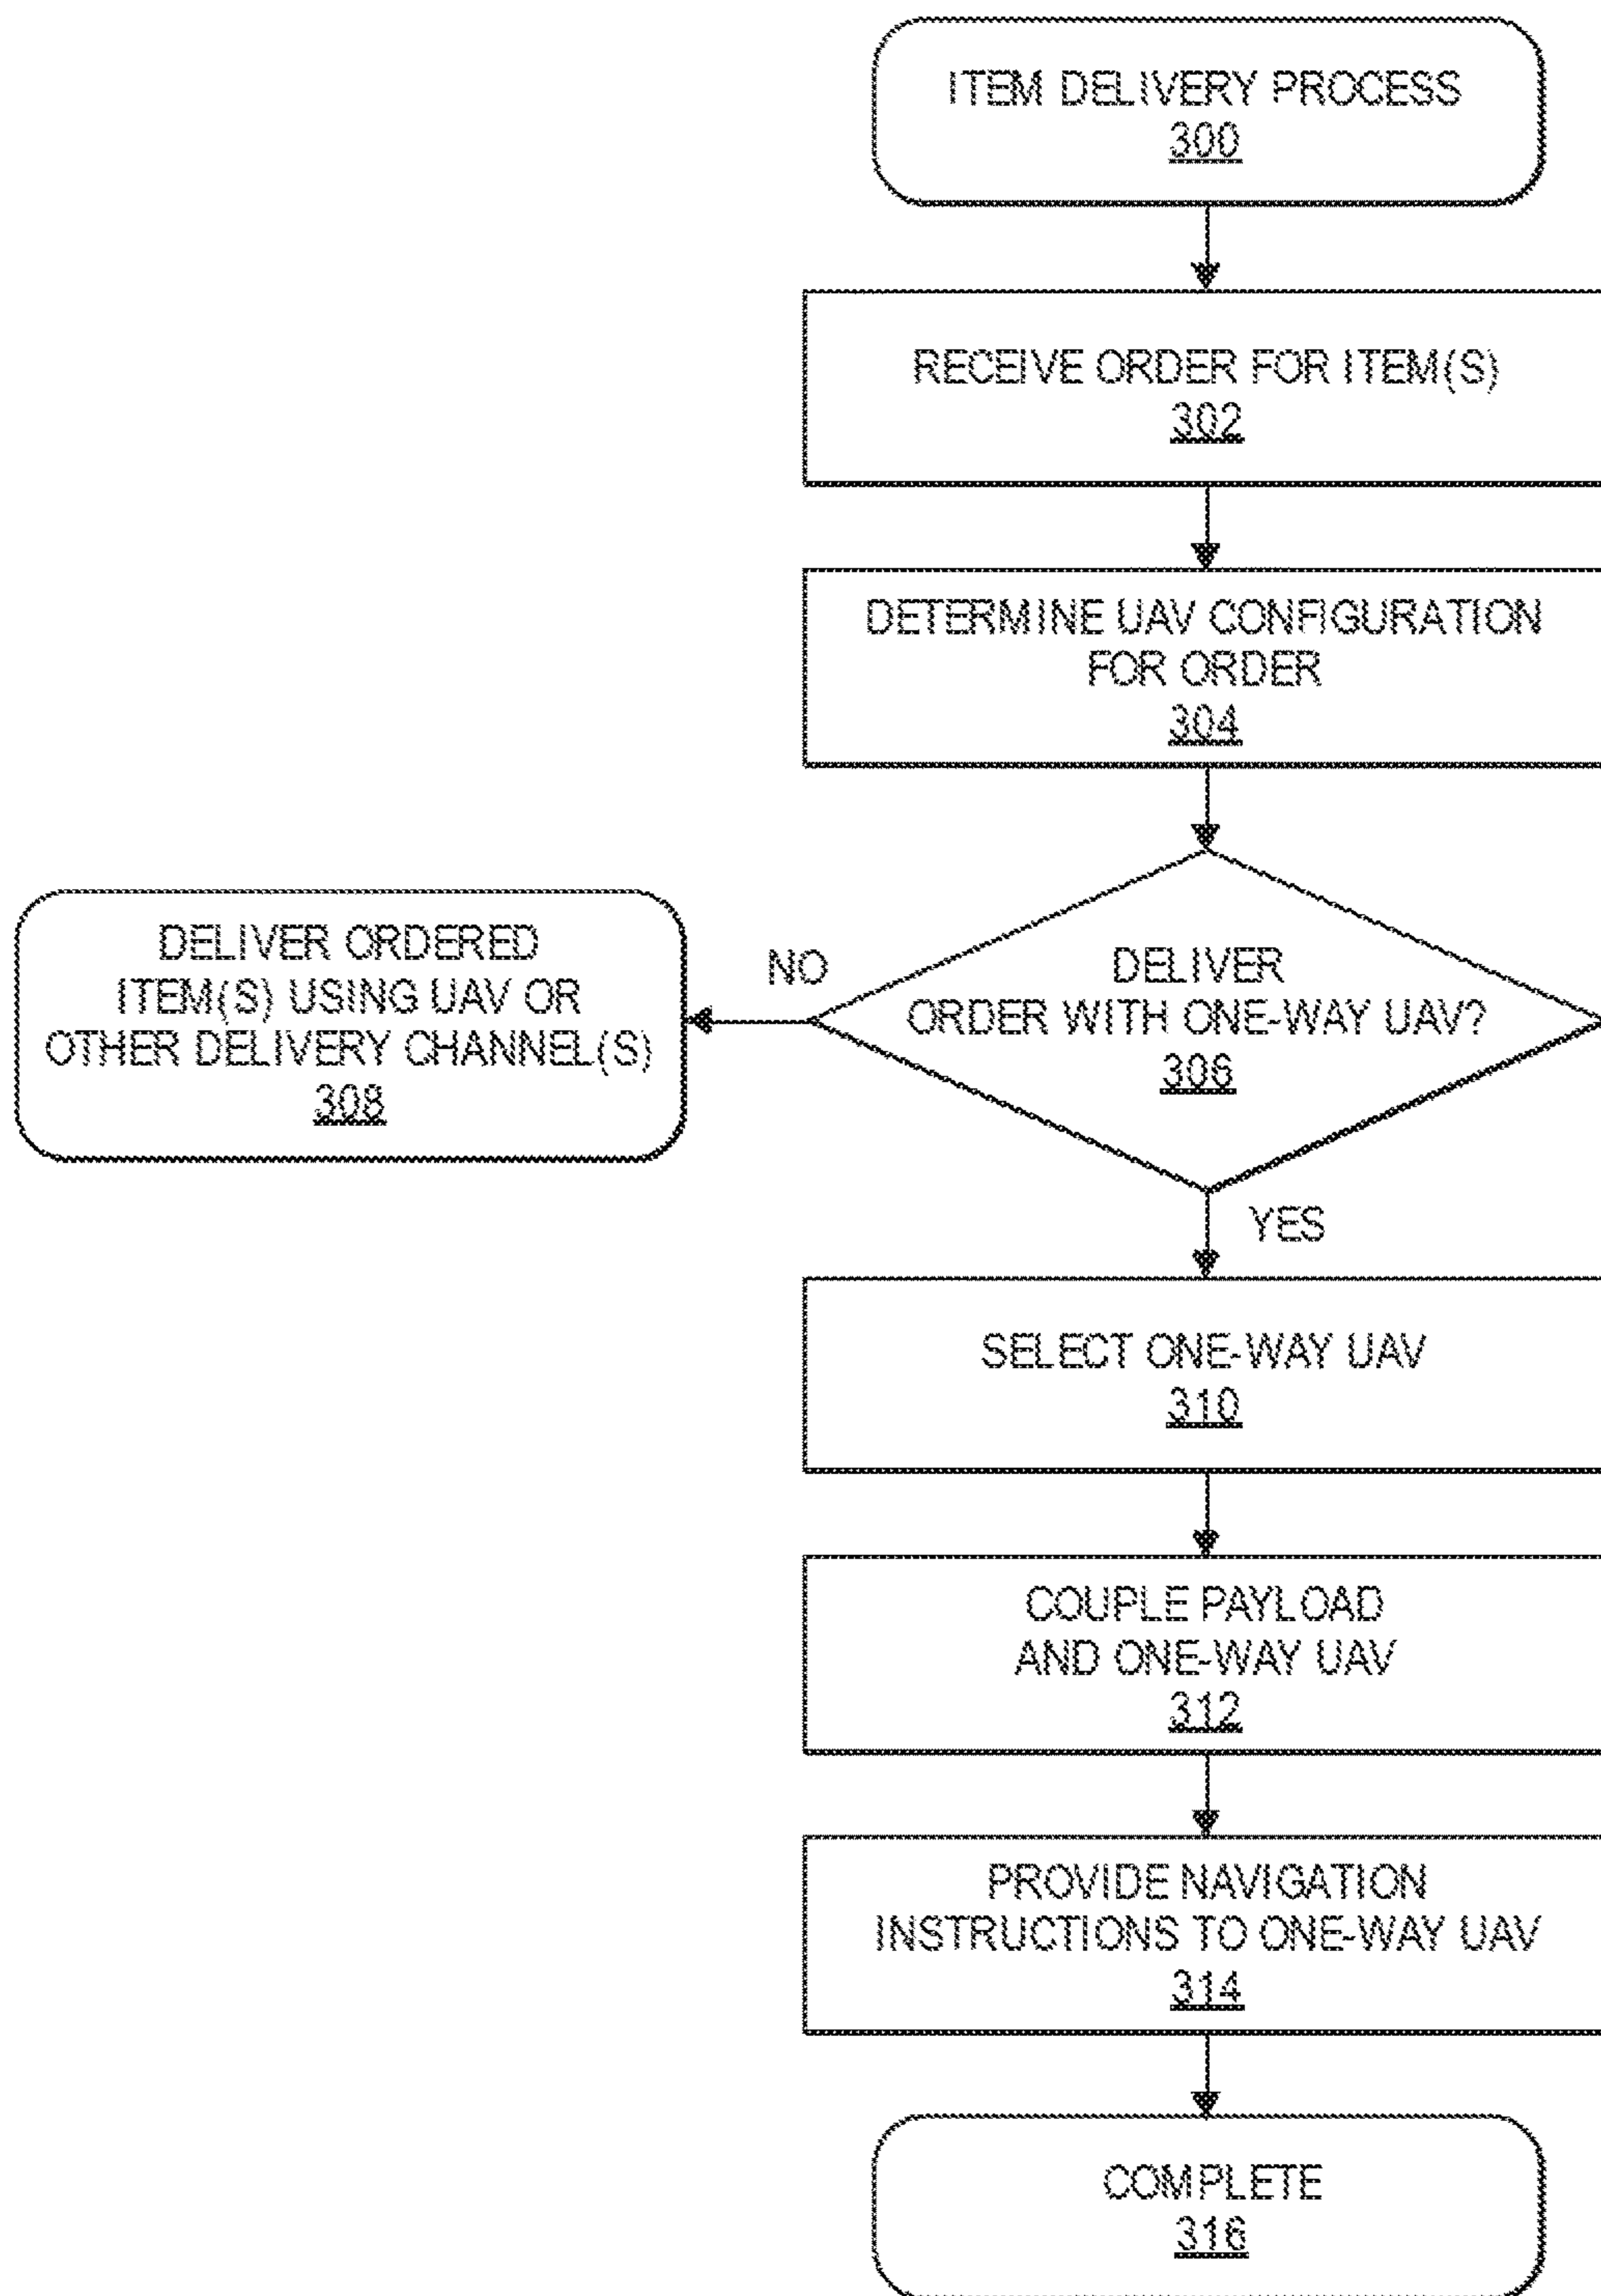 ITEM DELIVERY PROCESS
300
RECEIVE ORDER FOR ITEM(S)
302
DETERMINE UAV CONFIGURATION
FOR ORDER
304
DELIVER
ORDER WITH ONE-WAY UAV?
306
NO
DELIVER ORDERED
ITEM(S) USING UAV OR
OTHER DELIVERY CHANNEL(S)
308
YES
SELECT ONE-WAY UAV
310
COUPLE PAYLOAD
AND ONE-WAY UAV
312
PROVIDE NAVIGATION
INSTRUCTIONS TO ONE-WAY UAV
314
COMPLETE
316